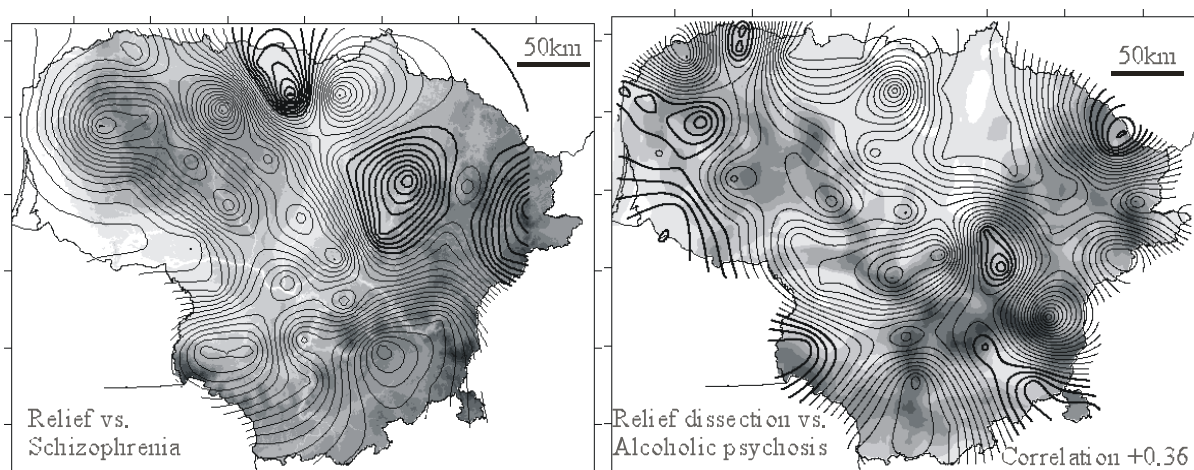 50km
Relief vs.
Schizophrenia
50km
Relief dissection vs.
Alcoholic psychosis
Correlation +0.36